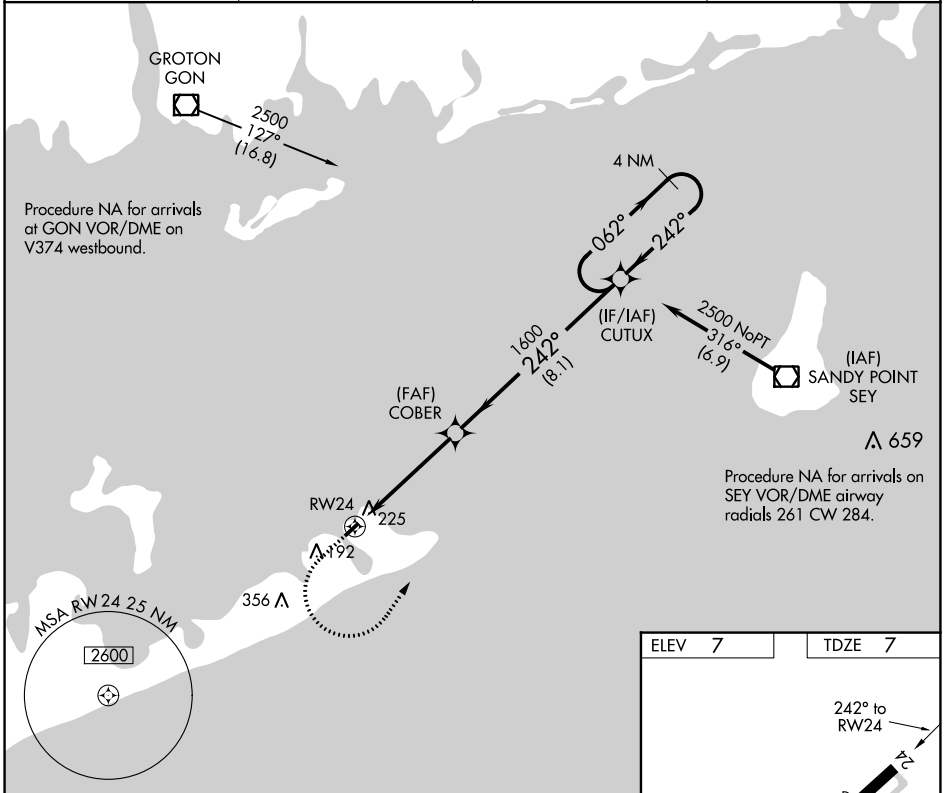 GROTON
GON
2500
127°
(16.8)
Procedure NA for arrivals
at GON VOR/DME on
V374 westbound.
4 NM
062°
242°
(IF/IAF)
CUTUX
2500 NoPT
316°
(6.9)
(IAF)
SANDY POINT
SEY
1600
242°
(8.1)
(FAF)
COBER
659
Procedure NA for arrivals on
SEY VOR/DME airway
radials 261 CW 284.
RW24
225
192
356
MSA RW24 25 NM
2600
ELEV 7
TDZE 7
242° to
RW24
24